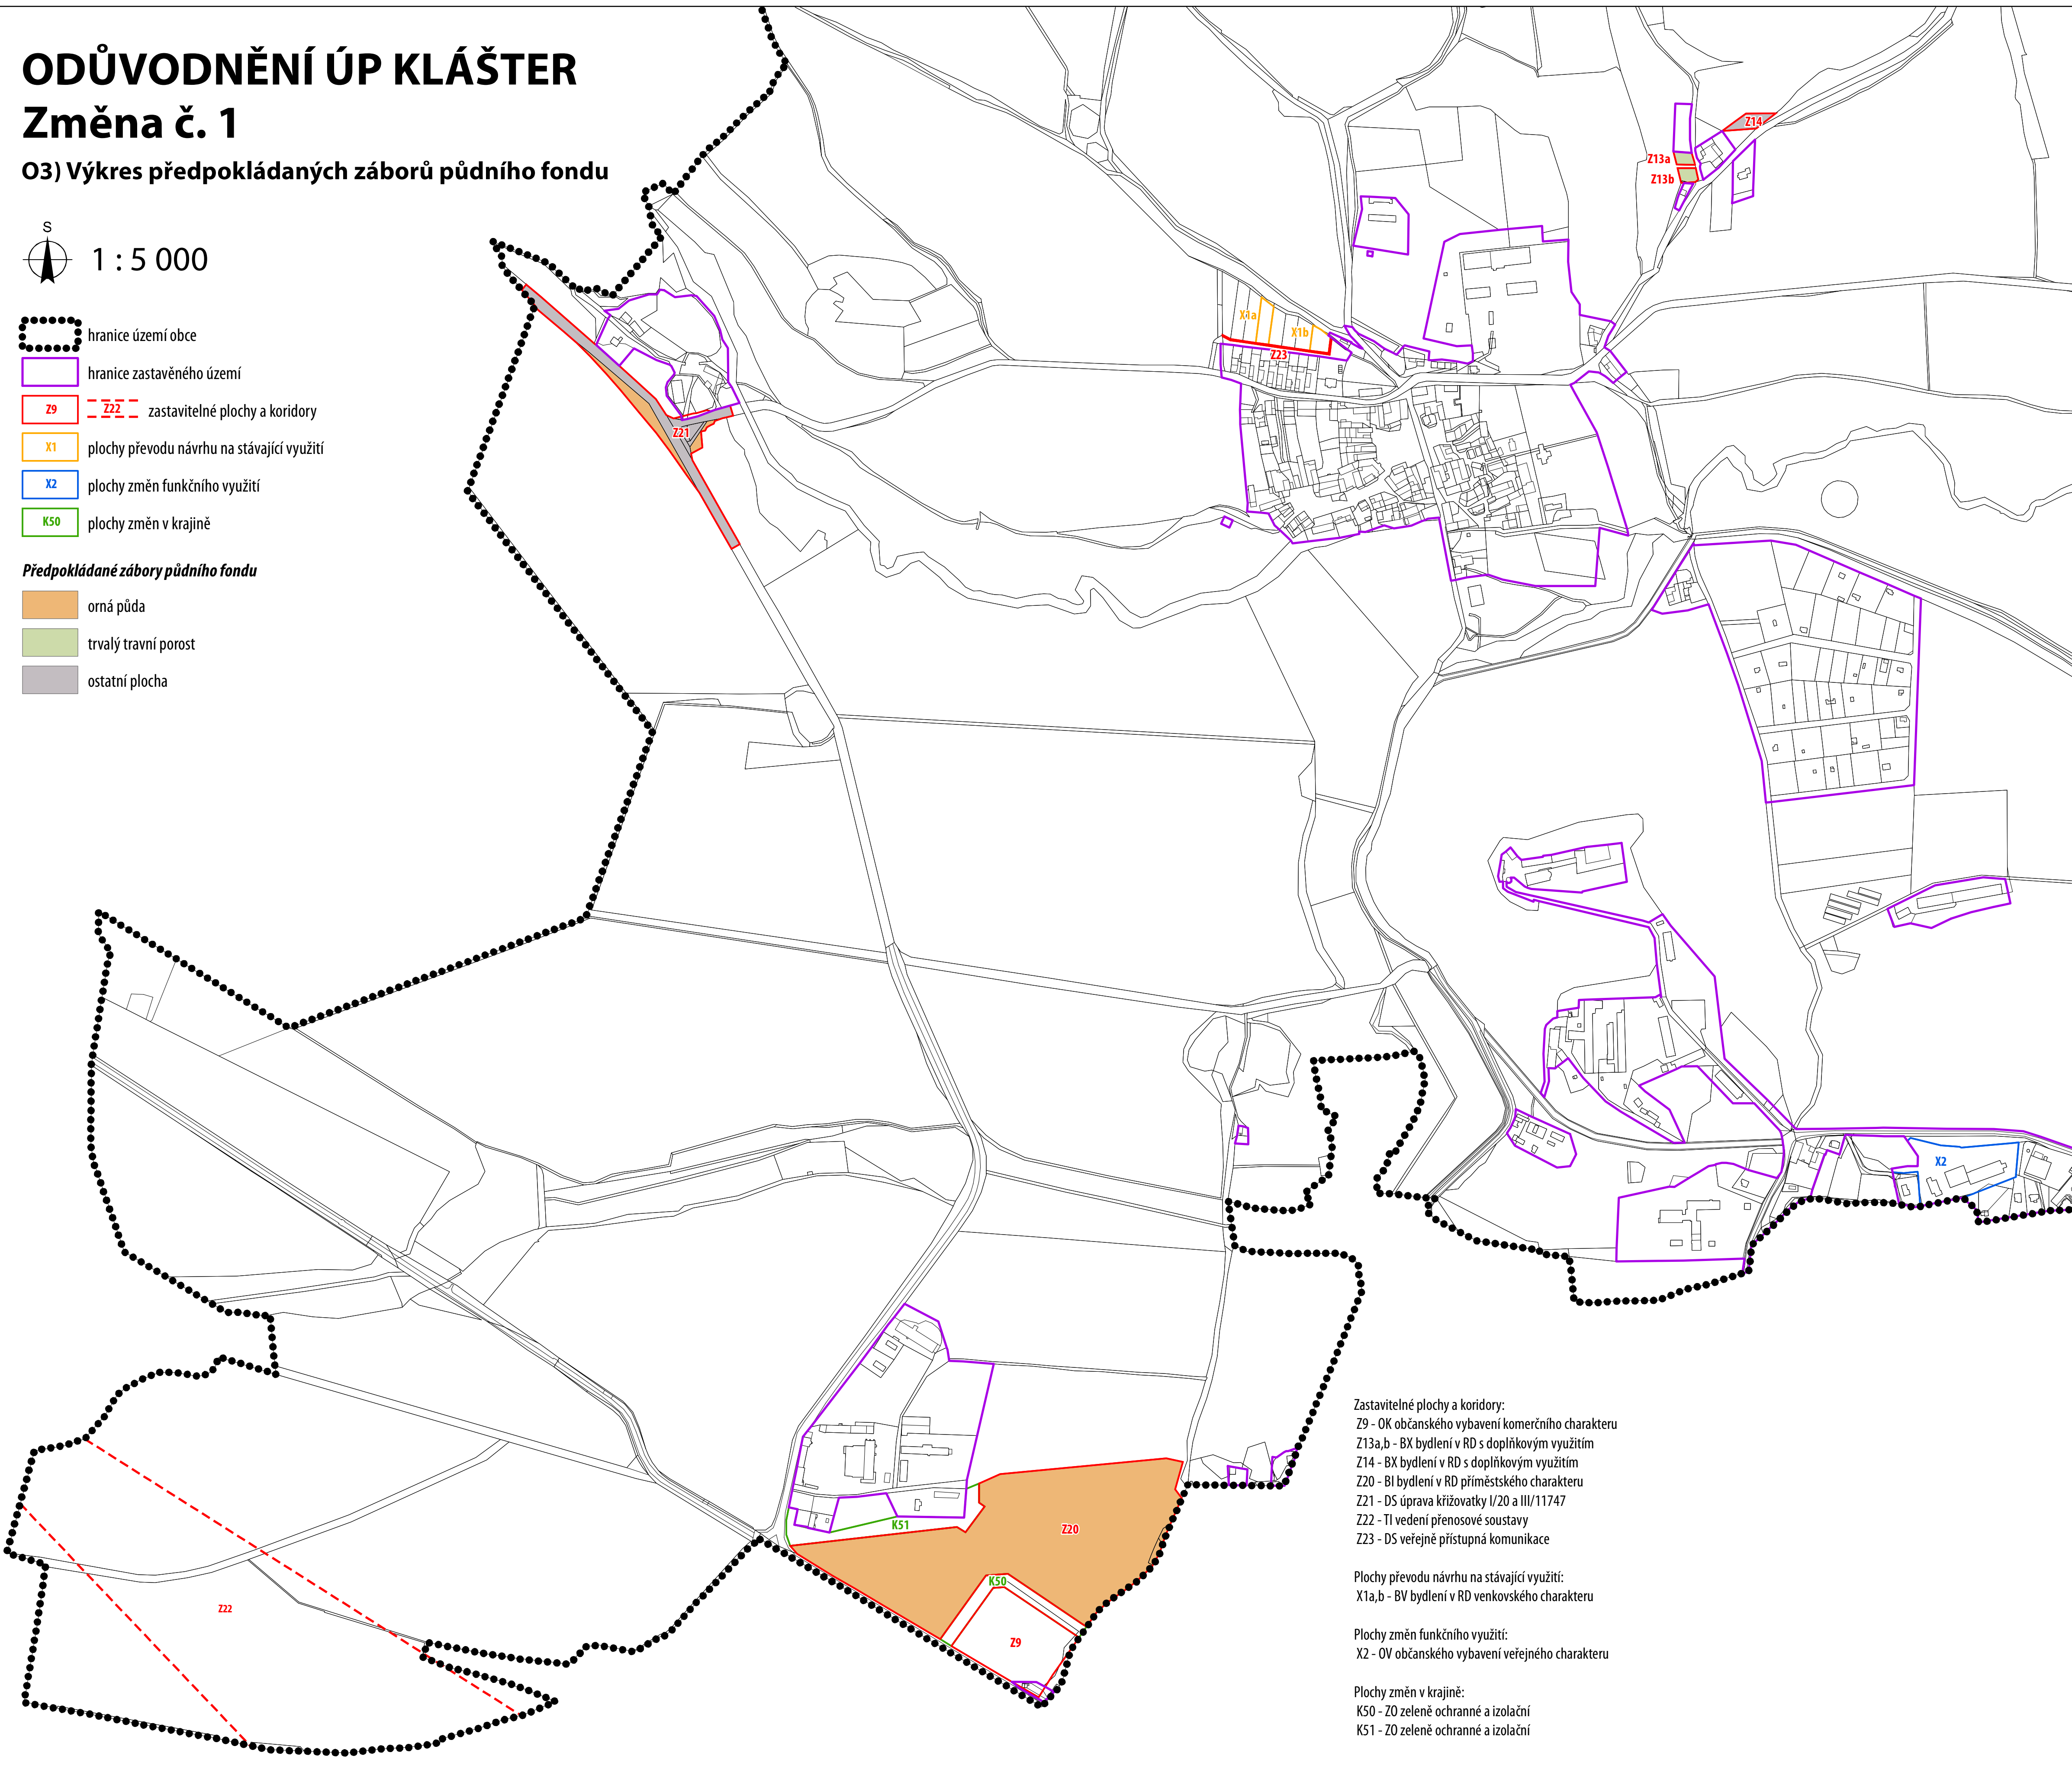 ODŮVODNĚNÍ ÚP KLÁŠTER
Změna č. 1
O3) Výkres předpokládaných záborů půdního fondu
S
1 : 5 000
hranice území obce
hranice zastavěného území
Z9 Z22 zastavitelné plochy a koridory
X1 plochy převodu návrhu na stávající využití
X2 plochy změn funkčního využití
K50 plochy změn v krajině
Předpokládané zábory půdního fondu
orná půda
trvalý travní porost
ostatní plocha
Z14
Z13a
Z13b
X1a
X1b
Z23
Z21
X2
K51
Z20
K50
Z22
Z9
Zastavitelné plochy a koridory:
Z9 - OK občanského vybavení komerčního charakteru
Z13a,b - BX bydlení v RD s doplňkovým využitím
Z14 - BX bydlení v RD s doplňkovým využitím
Z20 - BI bydlení v RD příměstského charakteru
Z21 - DS úprava křižovatky I/20 a III/11747
Z22 - TI vedení přenosové soustavy
Z23 - DS veřejně přístupná komunikace
Plochy převodu návrhu na stávající využití:
X1a,b - BV bydlení v RD venkovského charakteru
Plochy změn funkčního využití:
X2 - OV občanského vybavení veřejného charakteru
Plochy změn v krajině:
K50 - ZO zeleně ochranné a izolační
K51 - ZO zeleně ochranné a izolační